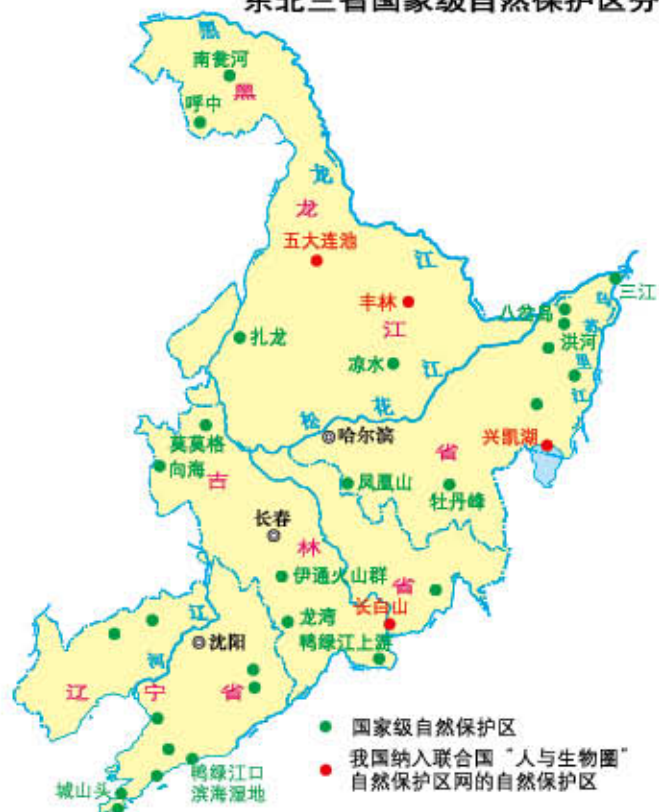 东北三省国家级自然保护区分
黑
南瓮河
黑
呼中
龙
龙
五大连池
江
三江
丰林
八岔岛
乌
苏
里
江
江
扎龙
洪河
凉水
江
花
松
哈尔滨
兴凯湖
省
莫莫格
向海
吉
凤凰山
牡丹峰
长春
林
伊通火山群
省
长白山
龙湾
鸭绿江上游
辽
河
沈阳
辽
宁
省
国家级自然保护区
我国纳入联合国“人与生物圈”
自然保护区网的自然保护区
鸭绿江口
滨海湿地
城山头